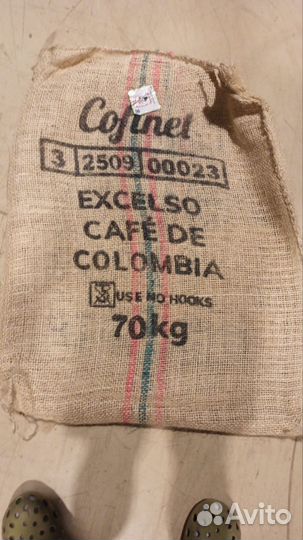 Cofinet
3 2509 00023
EXCELSO
CAFÉ DE
COLOMBIA
USE NO HOOKS
70kg
Avito